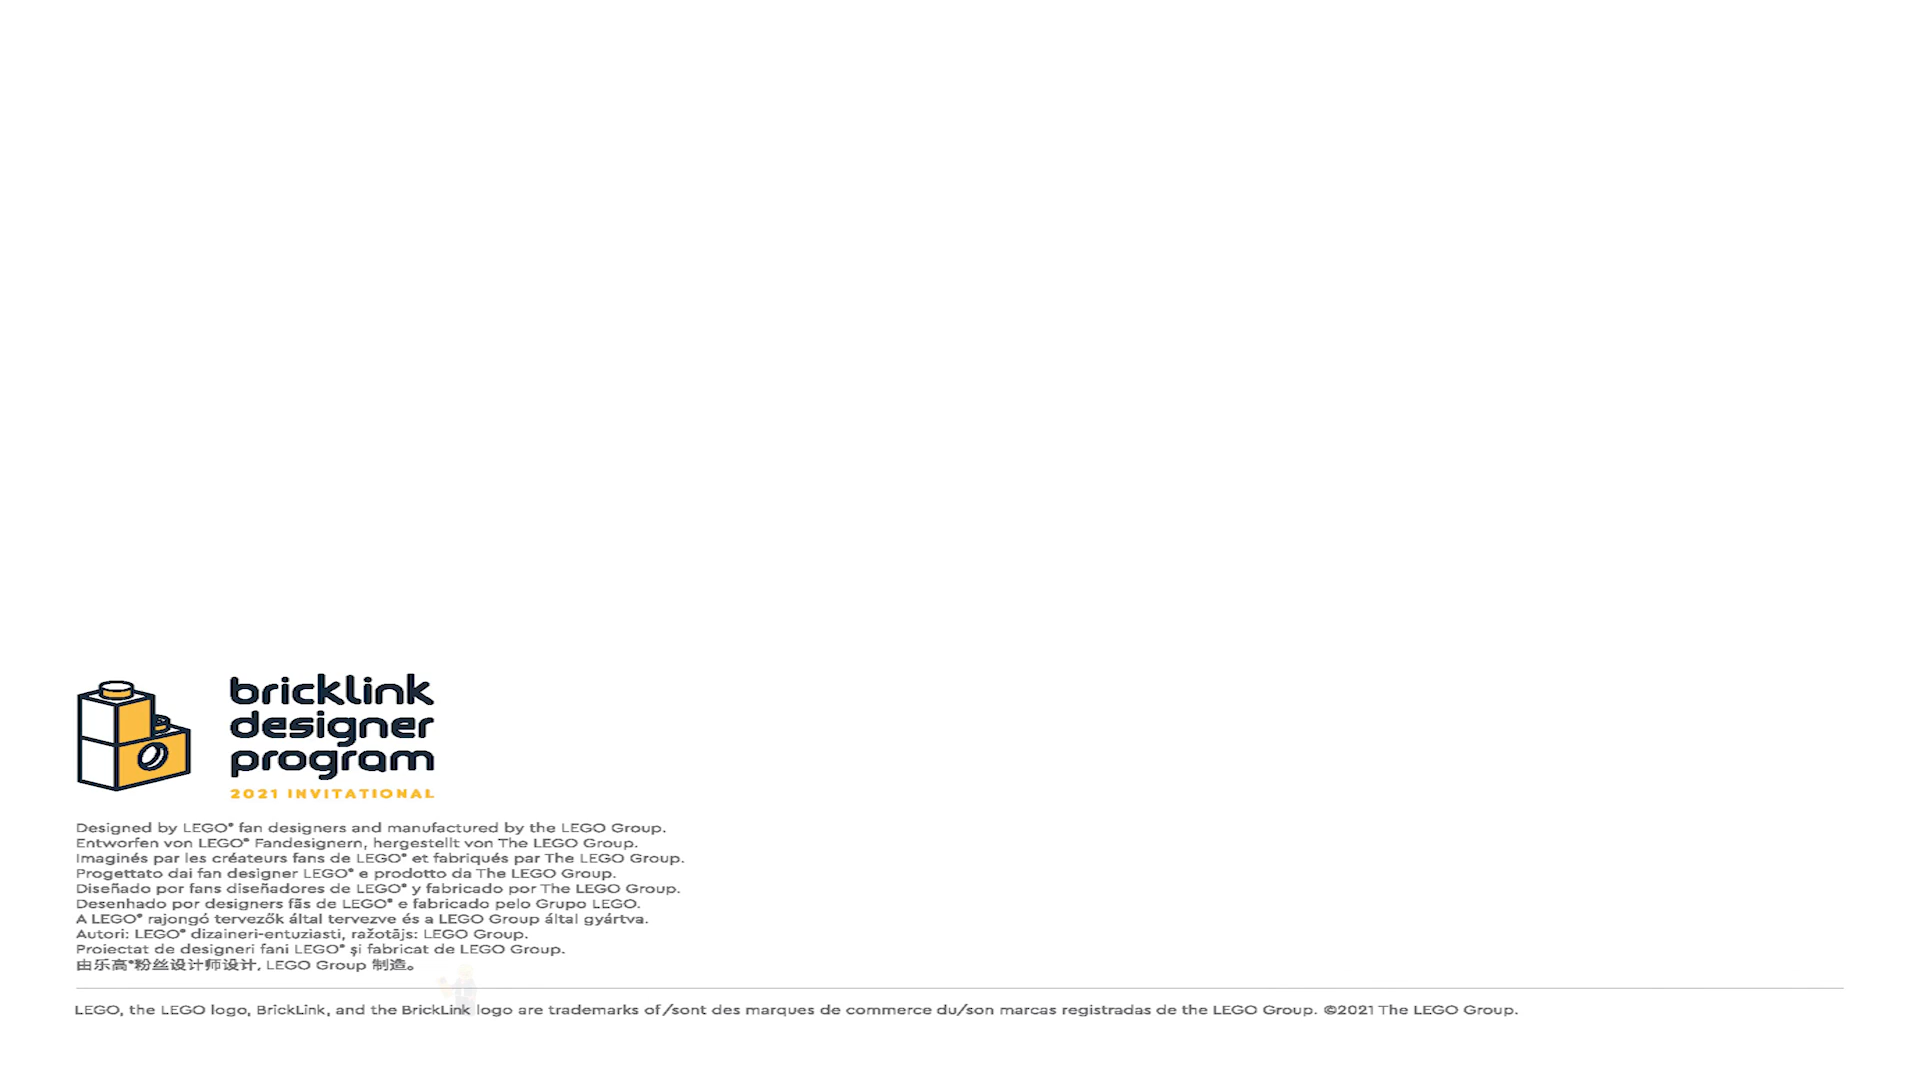 bricklink
designer
program
2021 INVITATIONAL
Designed by LEGO® fan designers and manufactured by the LEGO Group.
Entworfen von LEGO® Fandesignern, hergestellt von The LEGO Group.
Imaginés par les créateurs fans de LEGO® et fabriqués par The LEGO Group.
Progettato dai fan designer LEGO® e prodotto da The LEGO Group.
Diseñado por fans diseñadores de LEGO® y fabricado por The LEGO Group.
Desenhado por designers fãs de LEGO® e fabricado pelo Grupo LEGO.
A LEGO® rajongó tervezők által tervezve és a LEGO Group által gyártva.
Autori: LEGO® dizaineri-entuziasti, ražotājs: LEGO Group.
Proiectat de designeri fani LEGO® și fabricat de LEGO Group.
由乐高®粉丝设计师设计, LEGO Group 制造。
LEGO, the LEGO logo, BrickLink, and the BrickLink logo are trademarks of/sont des marques de commerce du/son marcas registradas de the LEGO Group. ©2021 The LEGO Group.